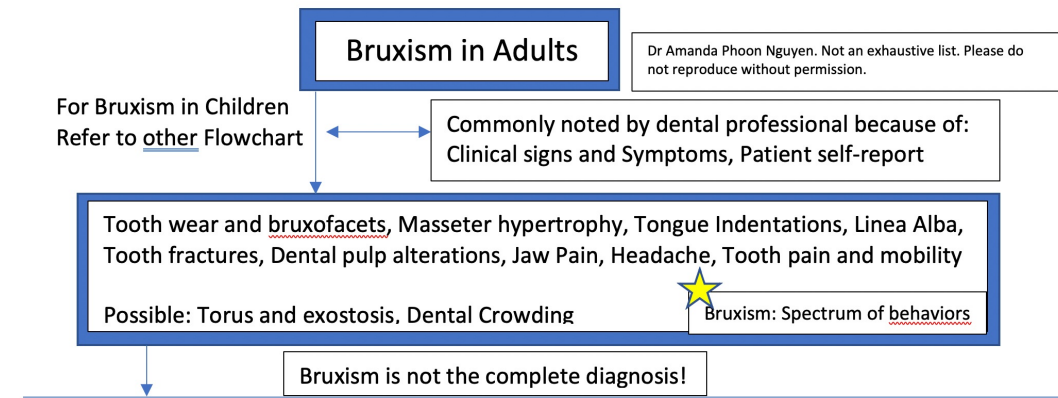 Bruxism in Adults
Dr Amanda Phoon Nguyen. Not an exhaustive list. Please do
not reproduce without permission.
For Bruxism in Children
Refer to other Flowchart
Commonly noted by dental professional because of:
Clinical signs and Symptoms, Patient self-report
Tooth wear and bruxofacets, Masseter hypertrophy, Tongue Indentations, Linea Alba,
Tooth fractures, Dental pulp alterations, Jaw Pain, Headache, Tooth pain and mobility
Possible: Torus and exostosis, Dental Crowding
Bruxism: Spectrum of behaviors
Bruxism is not the complete diagnosis!